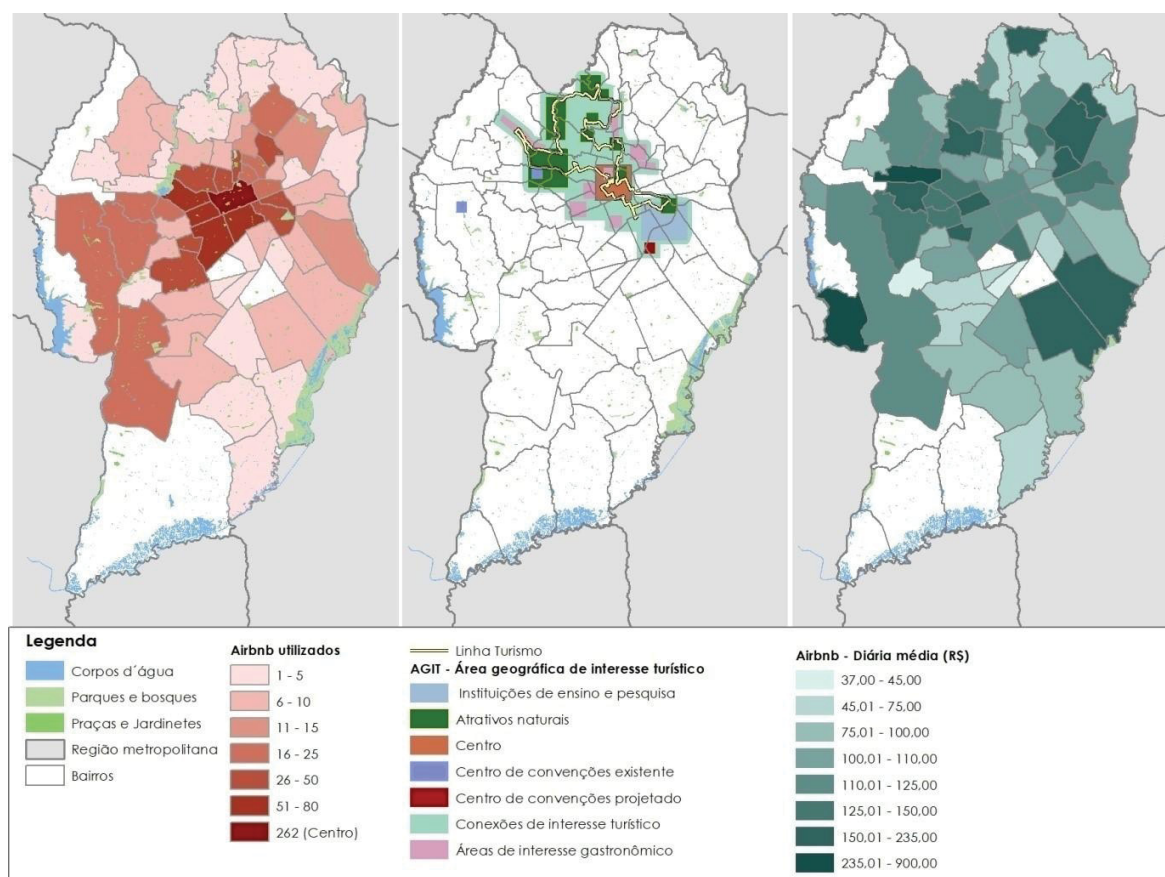 Legenda
Corpos d´água
Parques e bosques
Praças e Jardinetes
Região metropolitana
Bairros
Airbnb utilizados
1 - 5
6 - 10
11 - 15
16 - 25
26 - 50
51 - 80
262 (Centro)
Linha Turismo
AGIT - Área geográfica de interesse turístico
Instituições de ensino e pesquisa
Atrativos naturais
Centro
Centro de convenções existente
Centro de convenções projetado
Conexões de interesse turístico
Áreas de interesse gastronômico
Airbnb - Diária média (R$)
37,00 - 45,00
45,01 - 75,00
75,01 - 100,00
100,01 - 110,00
110,01 - 125,00
125,01 - 150,00
150,01 - 235,00
235,01 - 900,00